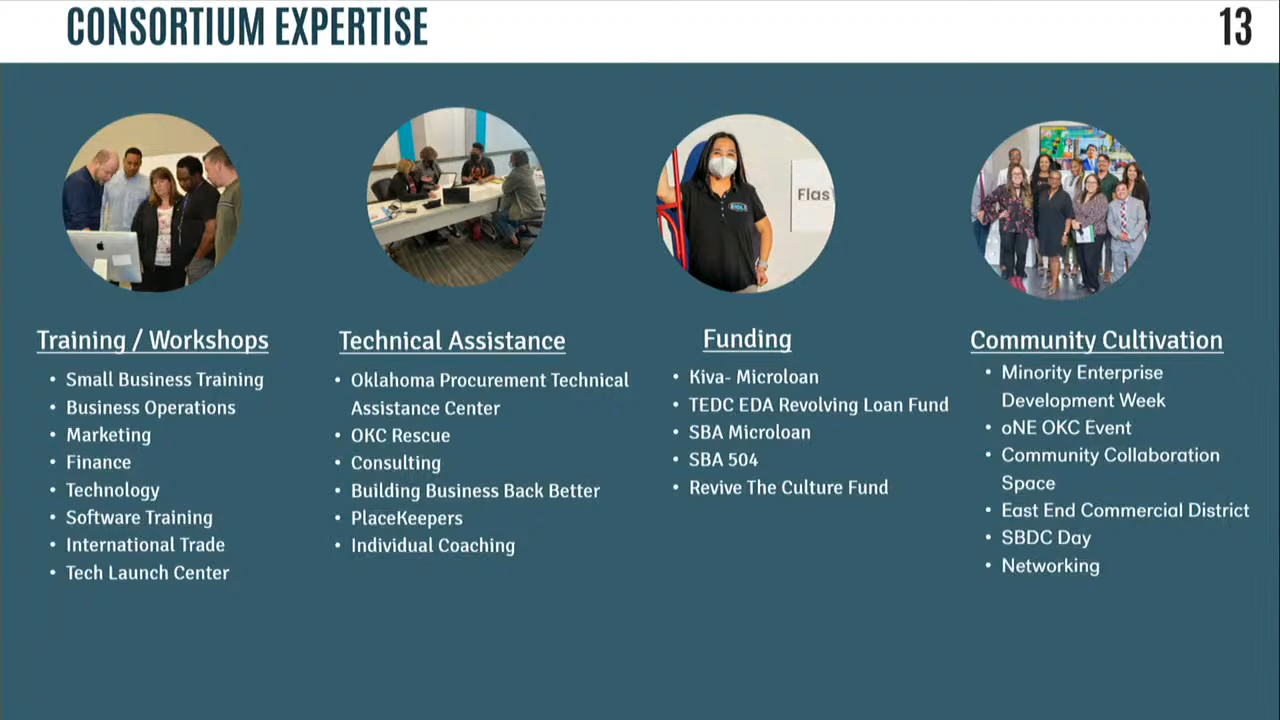 CONSORTIUM EXPERTISE
13
Flas
Training / Workshops
• Small Business Training
• Business Operations
• Marketing
• Finance
• Technology
• Software Training
• International Trade
• Tech Launch Center
Technical Assistance
• Oklahoma Procurement Technical
Assistance Center
• OKC Rescue
• Consulting
• Building Business Back Better
• PlaceKeepers
• Individual Coaching
Funding
• Kiva- Microloan
• TEDC EDA Revolving Loan Fund
• SBA Microloan
• SBA 504
• Revive The Culture Fund
Community Cultivation
• Minority Enterprise
Development Week
• oNE OKC Event
• Community Collaboration
Space
• East End Commercial District
• SBDC Day
• Networking